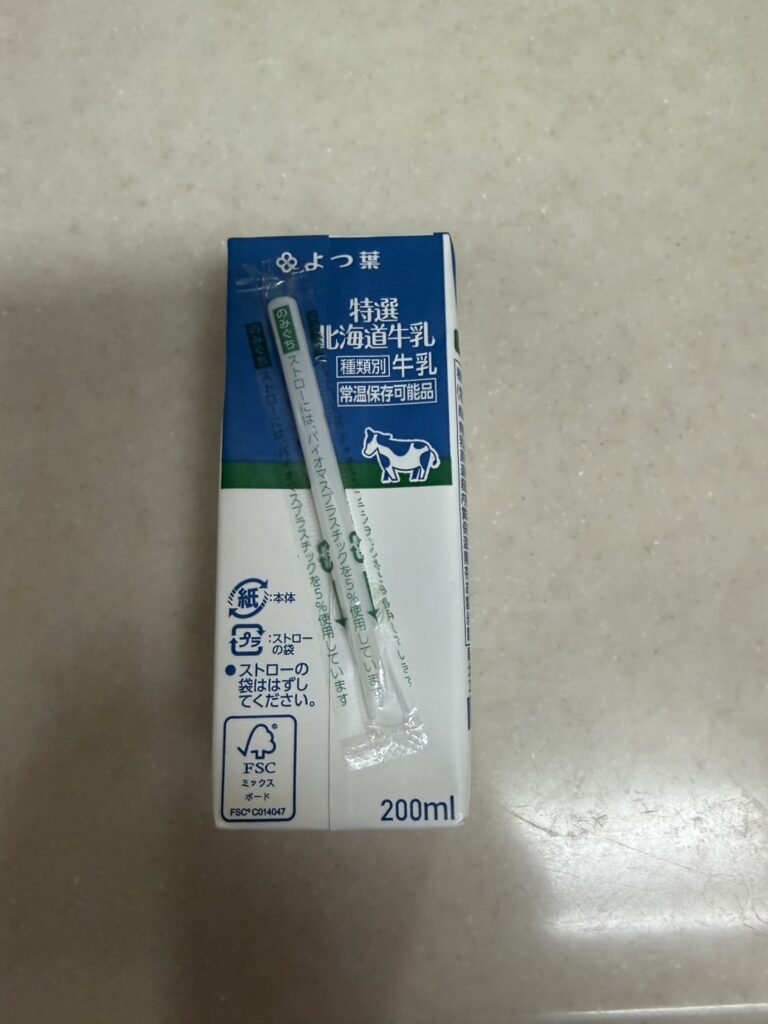 よつ葉
特選
北海道牛乳
種類別 牛乳
常温保存可能品
のみぐち ストローには、バイオマスプラスチックを5%使用しています
紙:本体
プラ:ストロー
の袋
●ストローの
袋ははずし
てください。
FSC®
ミックス
ボード
FSC® C014047
200ml